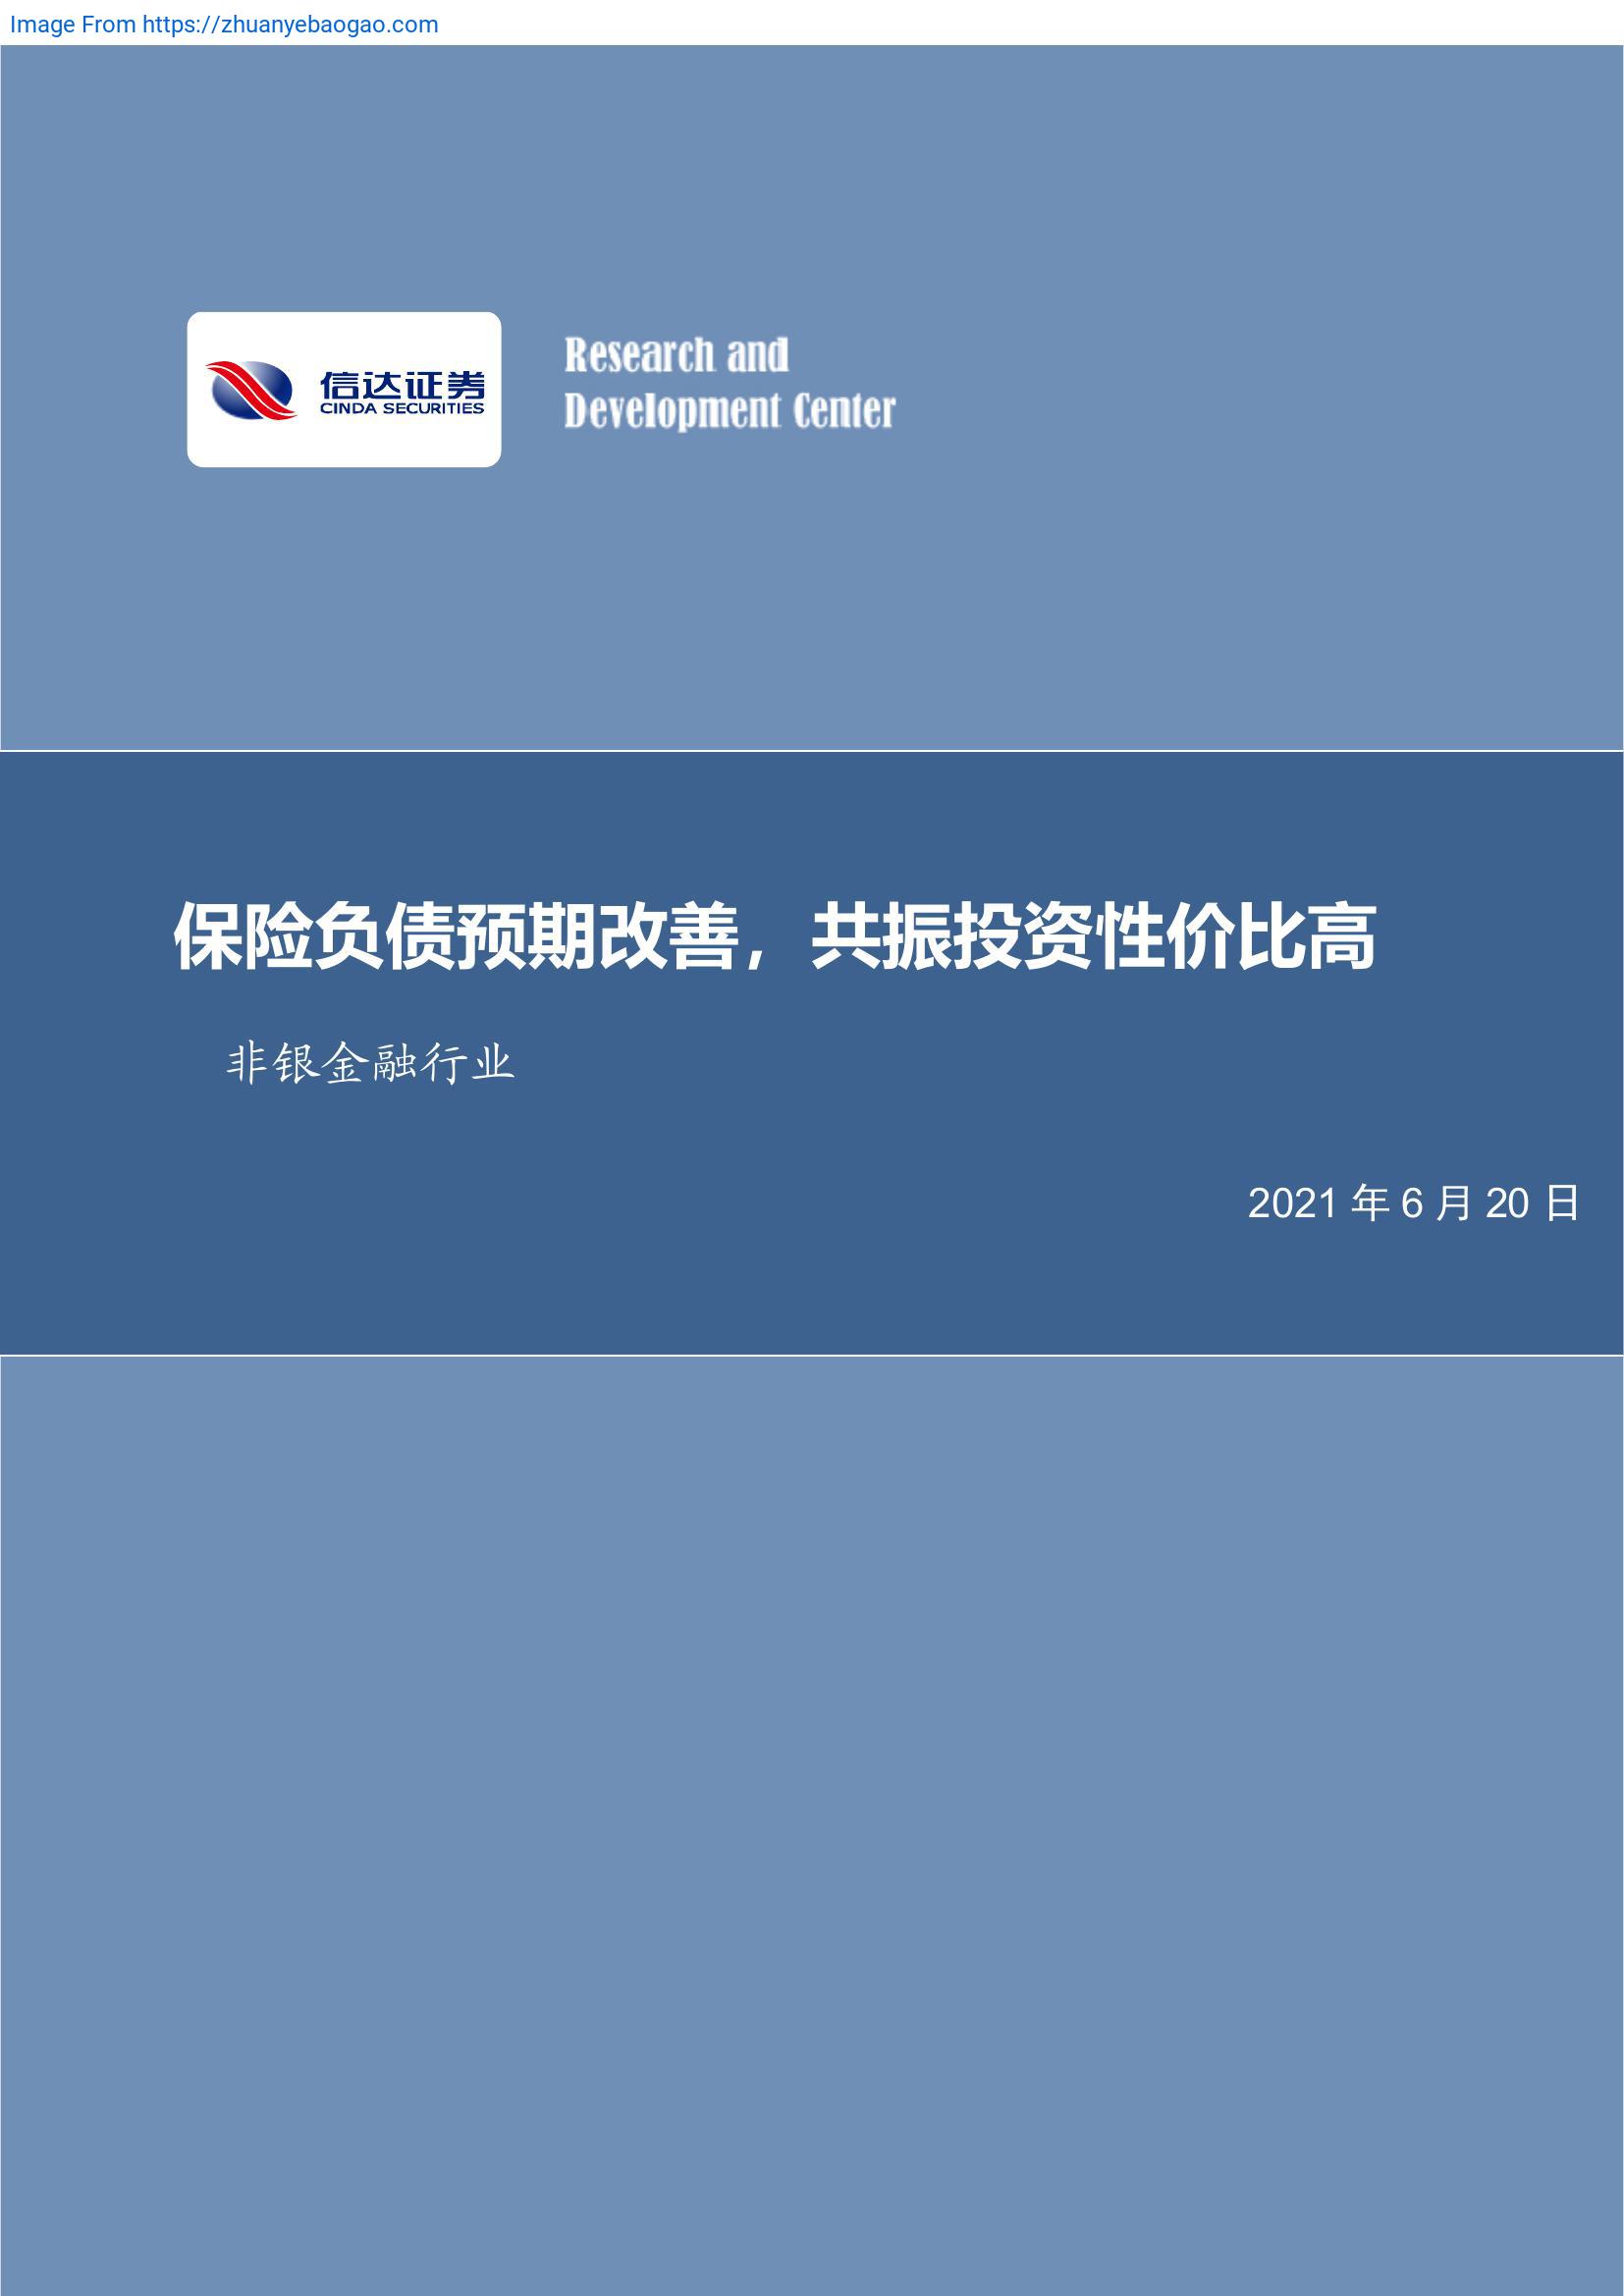 Image From https://zhuanyebaogao.com
信达证券
CINDA SECURITIES
Research and
Development Center
保险负债预期改善，共振投资性价比高
非银金融行业
2021 年 6 月 20 日